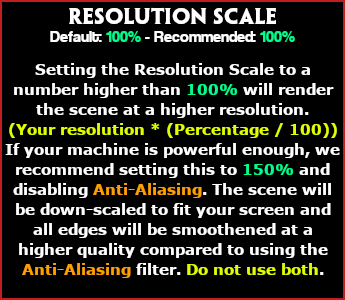 RESOLUTION SCALE
Default: 100% - Recommended: 100%
Setting the Resolution Scale to a
number higher than 100% will render
the scene at a higher resolution.
(Your resolution * (Percentage / 100))
If your machine is powerful enough, we
recommend setting this to 150% and
disabling Anti-Aliasing. The scene will
be down-scaled to fit your screen and
all edges will be smoothened at a
higher quality compared to using the
Anti-Aliasing filter. Do not use both.